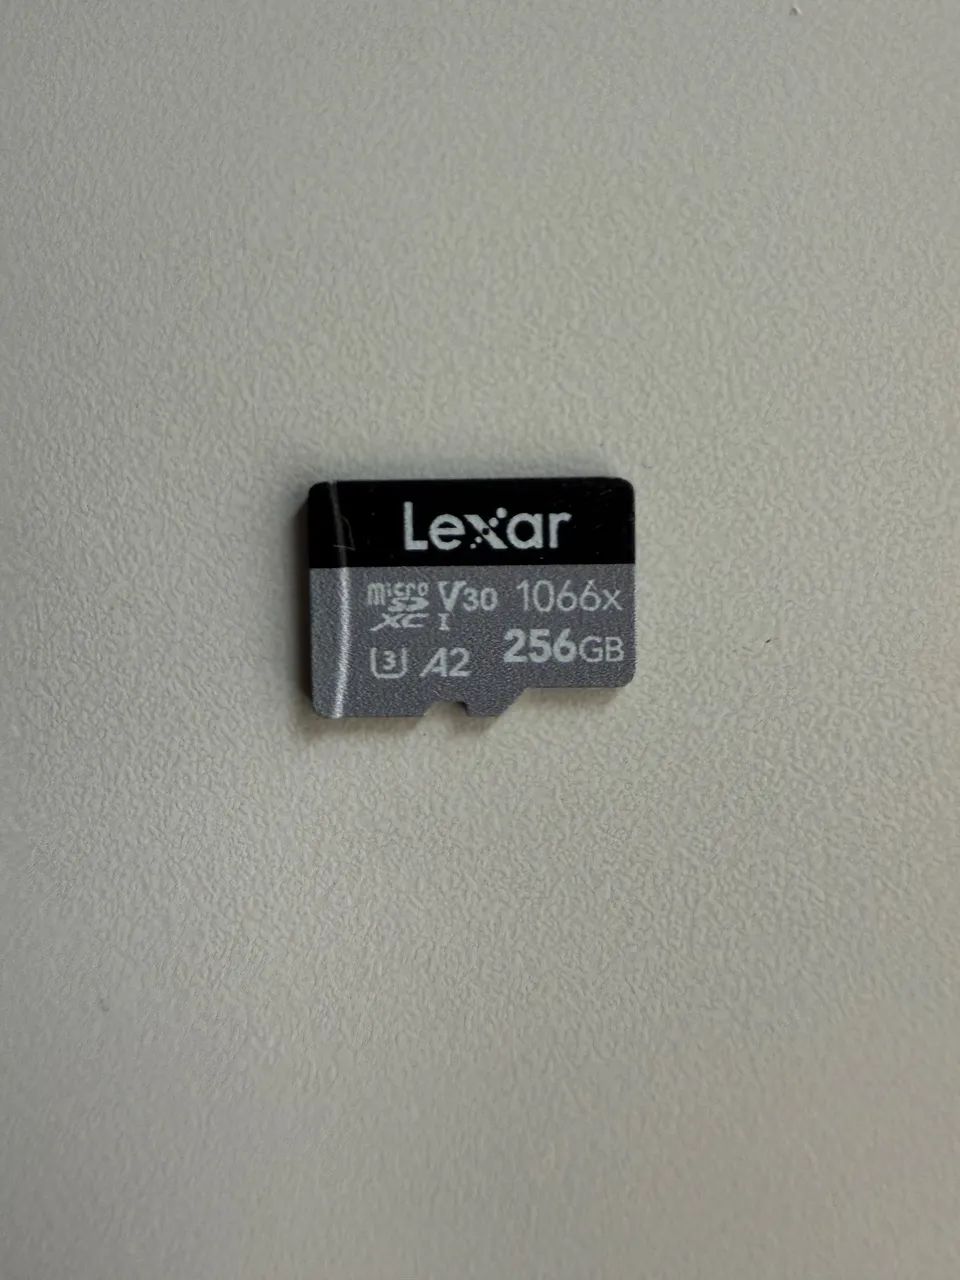 Lexar
micro SD XC I V30 1066x
U3 A2 256GB